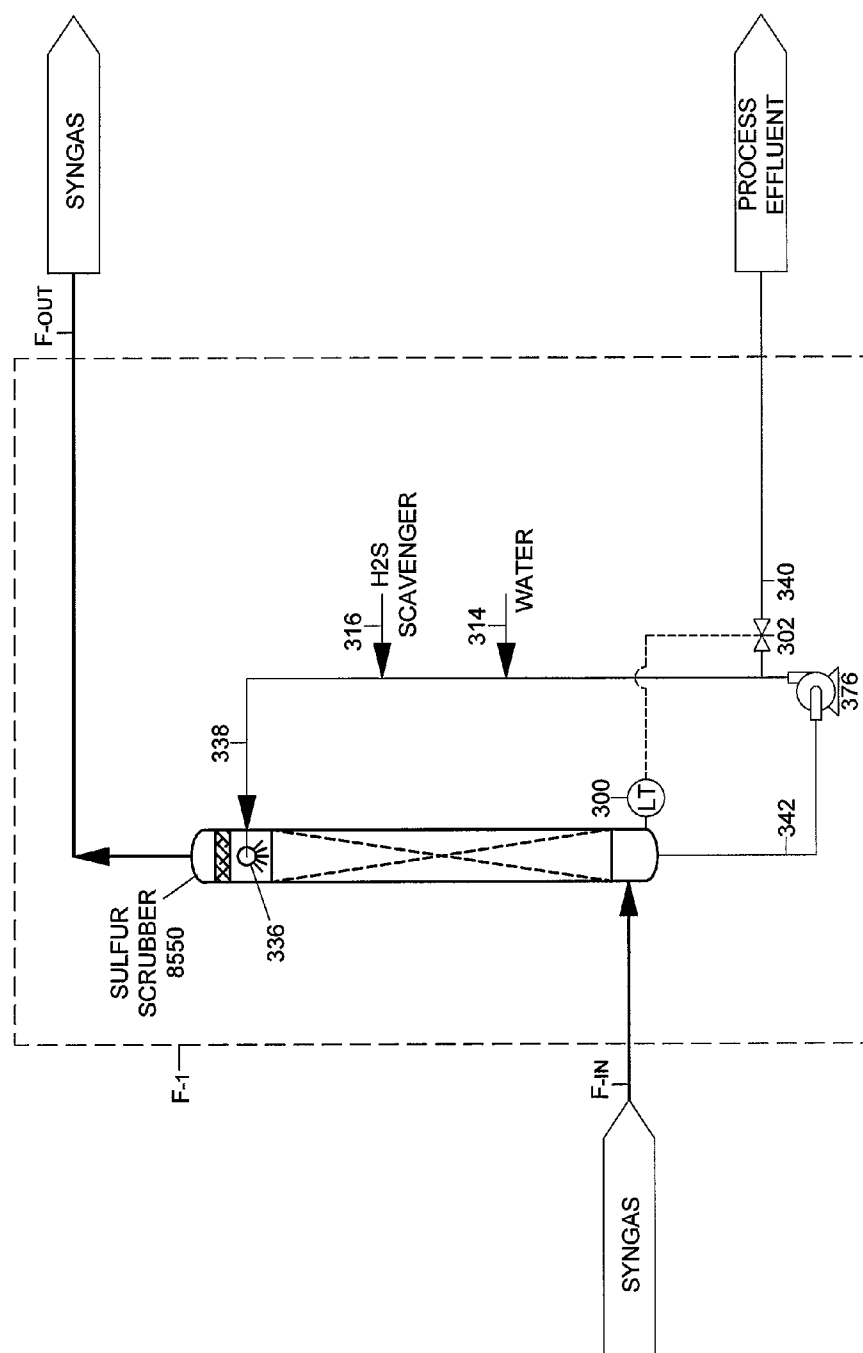 SYNGAS
F-OUT
PROCESS
EFFLUENT
316
H2S
SCAVENGER
314
WATER
340
302
338
376
300
LT
342
SULFUR
SCRUBBER
8550
336
F-1
F-IN
SYNGAS